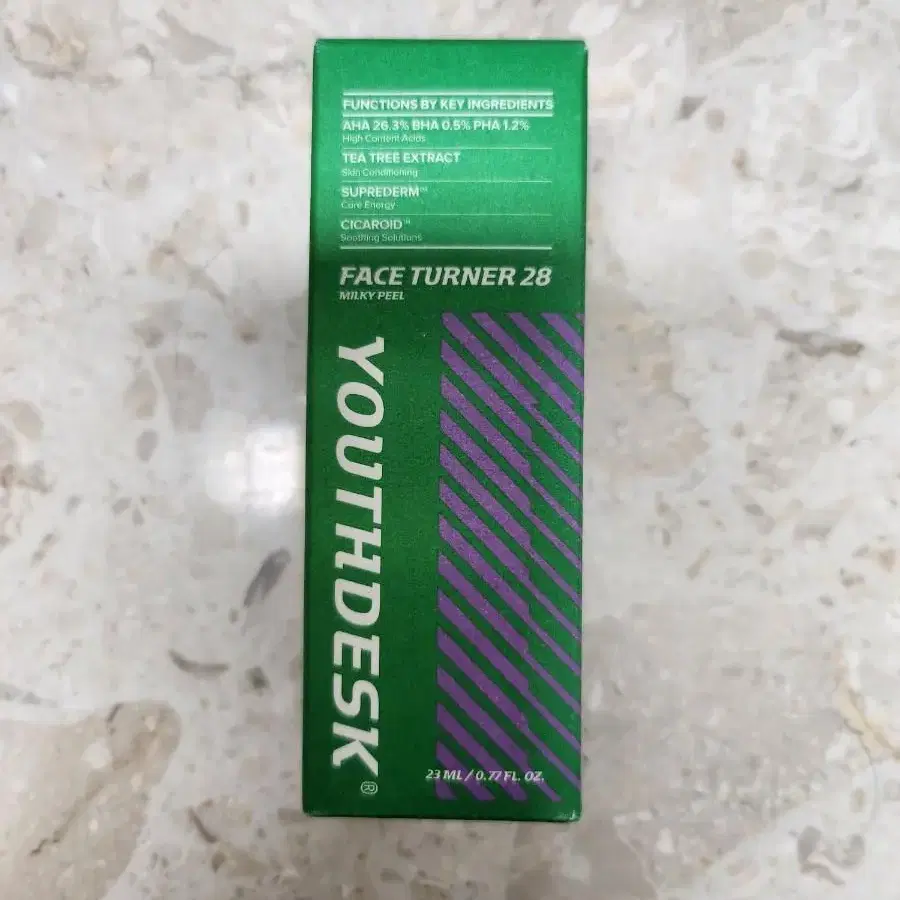 FUNCTIONS BY KEY INGREDIENTS
AHA 26.3% BHA 0.5% PHA 1.2%
High Content Acids
TEA TREE EXTRACT
Skin Conditioning
SUPREDERM™
Care Energy
CICAROID™
Soothing Solutions
FACE TURNER 28
MILKY PEEL
YOUTHDESK®
23 ML / 0.77 FL. OZ.